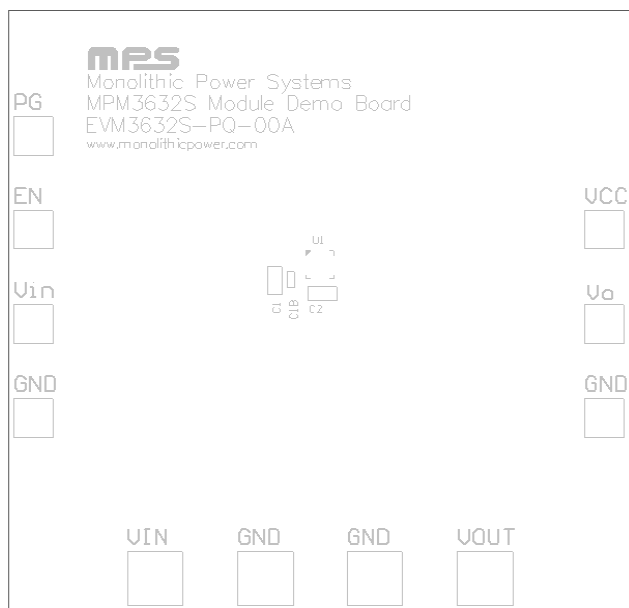 MPS
Monolithic Power Systems
MPM3632S Module Demo Board
EVM3632S-PQ-00A
www.monolithicpower.com
PG
EN
VCC
U1
Vin
Vo
C1
C1B
C2
GND
GND
VIN
GND
GND
VOUT